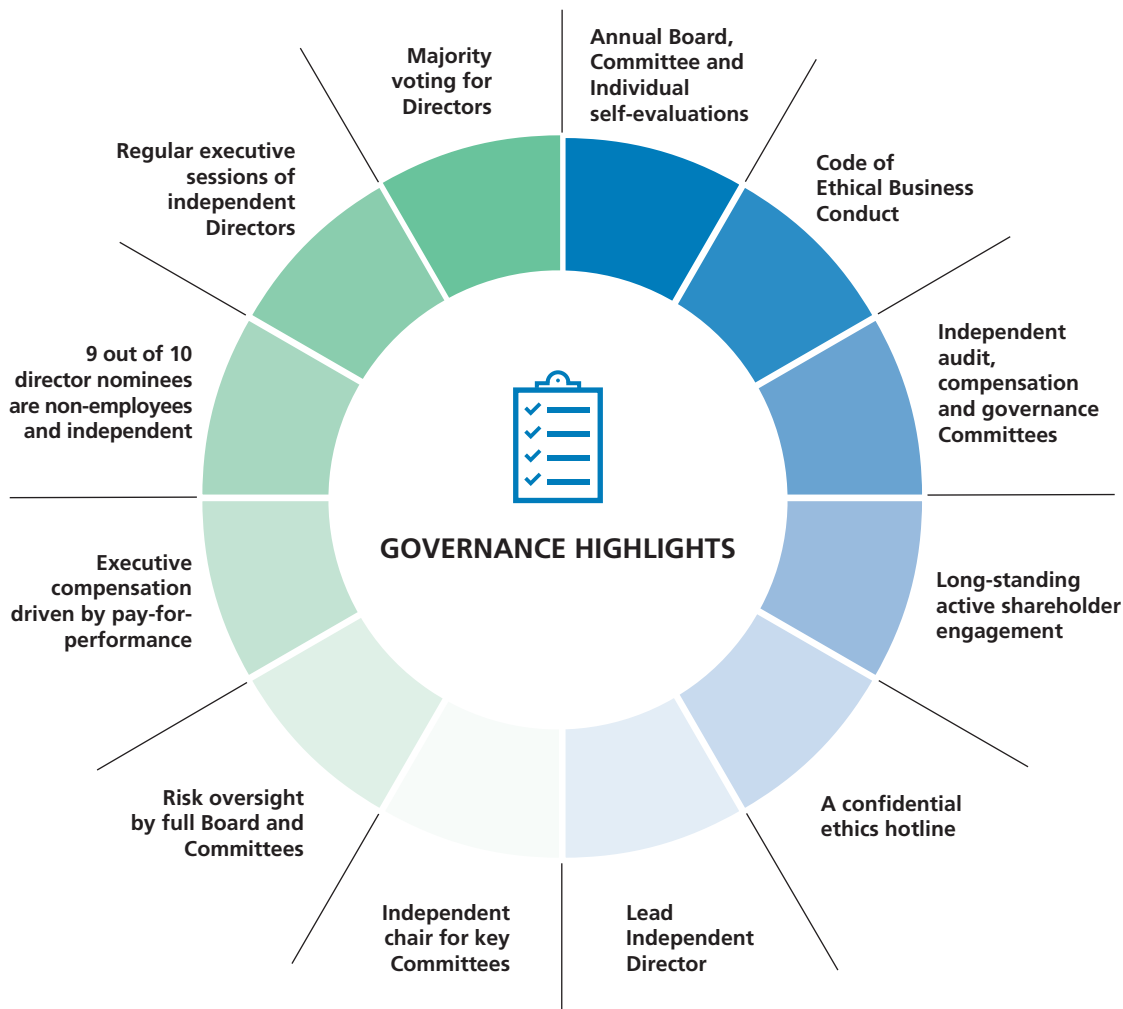 Annual Board,
Committee and
Individual
self-evaluations
Code of
Ethical Business
Conduct
Independent
audit,
compensation
and governance
Committees
Long-standing
active shareholder
engagement
A confidential
ethics hotline
Lead
Independent
Director
Independent
chair for key
Committees
Risk oversight
by full Board and
Committees
Executive
compensation
driven by pay-for-
performance
9 out of 10
director nominees
are non-employees
and independent
Regular executive
sessions of
independent
Directors
Majority
voting for
Directors
GOVERNANCE HIGHLIGHTS